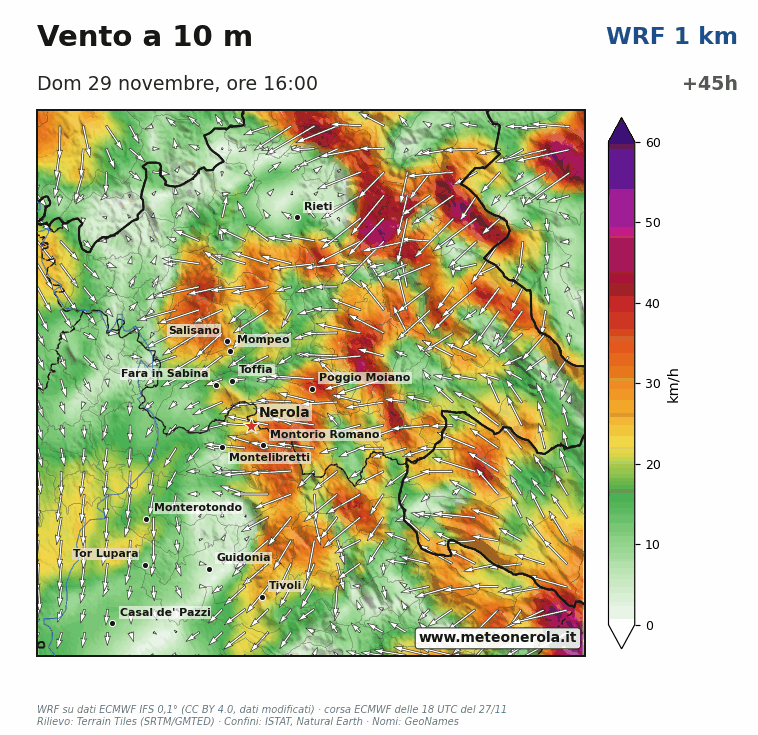 Vento a 10 m
WRF 1 km
Dom 29 novembre, ore 16:00
+45h
Rieti
Salisano
Mompeo
Fara in Sabina
Toffia
Poggio Moiano
Nerola
Montorio Romano
Montelibretti
Monterotondo
Tor Lupara
Guidonia
Tivoli
Casal de' Pazzi
www.meteonerola.it
60
50
40
30
20
10
0
km/h
WRF su dati ECMWF IFS 0,1° (CC BY 4.0, dati modificati) · corsa ECMWF delle 18 UTC del 27/11
Rilievo: Terrain Tiles (SRTM/GMTED) · Confini: ISTAT, Natural Earth · Nomi: GeoNames